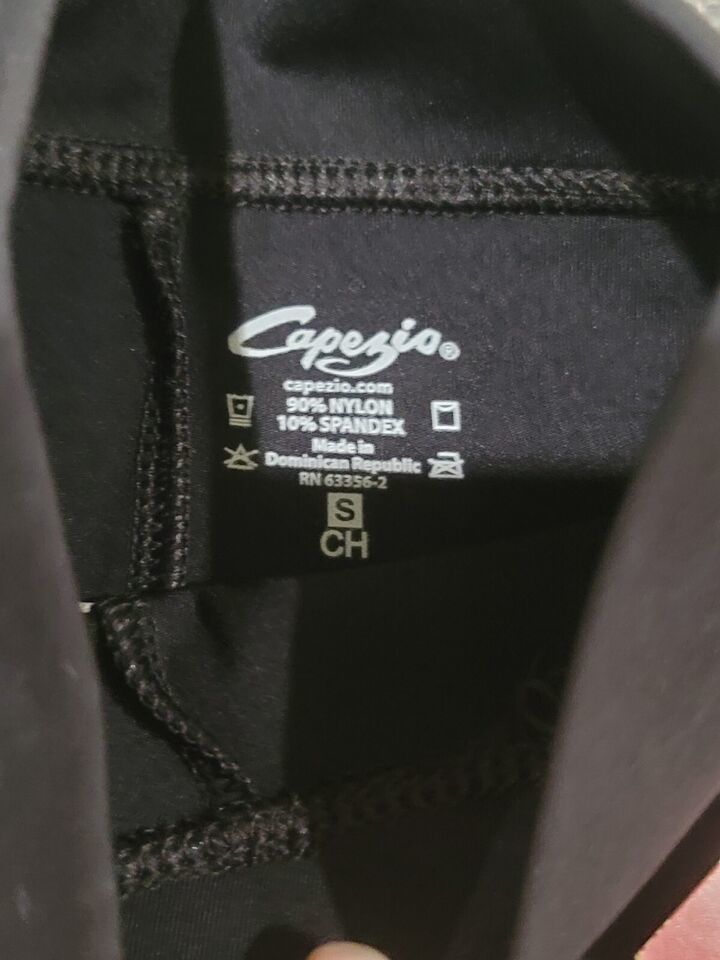 Capezio®
capezio.com
90% NYLON
10% SPANDEX
Made in
Dominican Republic
RN 63356-2
S
CH